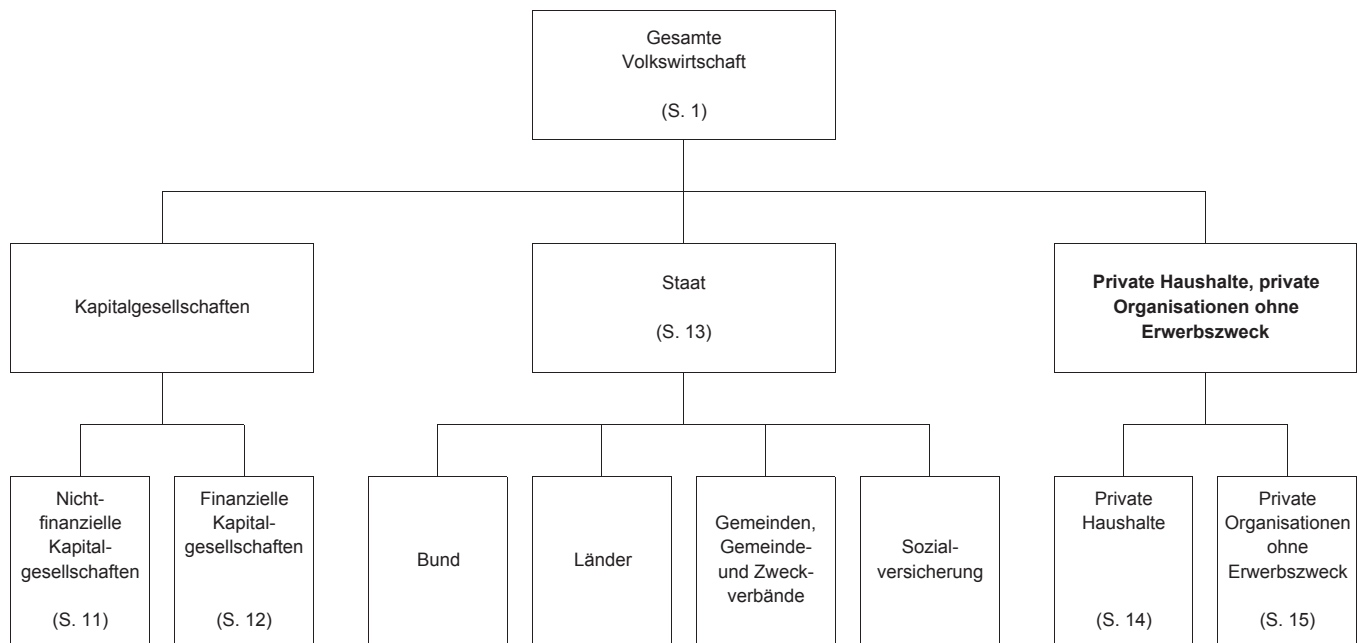 Gesamte
Volkswirtschaft
(S. 1)
Kapitalgesellschaften
Staat
(S. 13)
Private Haushalte, private
Organisationen ohne
Erwerbszweck
Nicht-
finanzielle
Kapital-
gesellschaften
(S. 11)
Finanzielle
Kapital-
gesellschaften
(S. 12)
Bund
Länder
Gemeinden,
Gemeinde-
und Zweck-
verbände
Sozial-
versicherung
Private
Haushalte
(S. 14)
Private
Organisationen
ohne
Erwerbszweck
(S. 15)